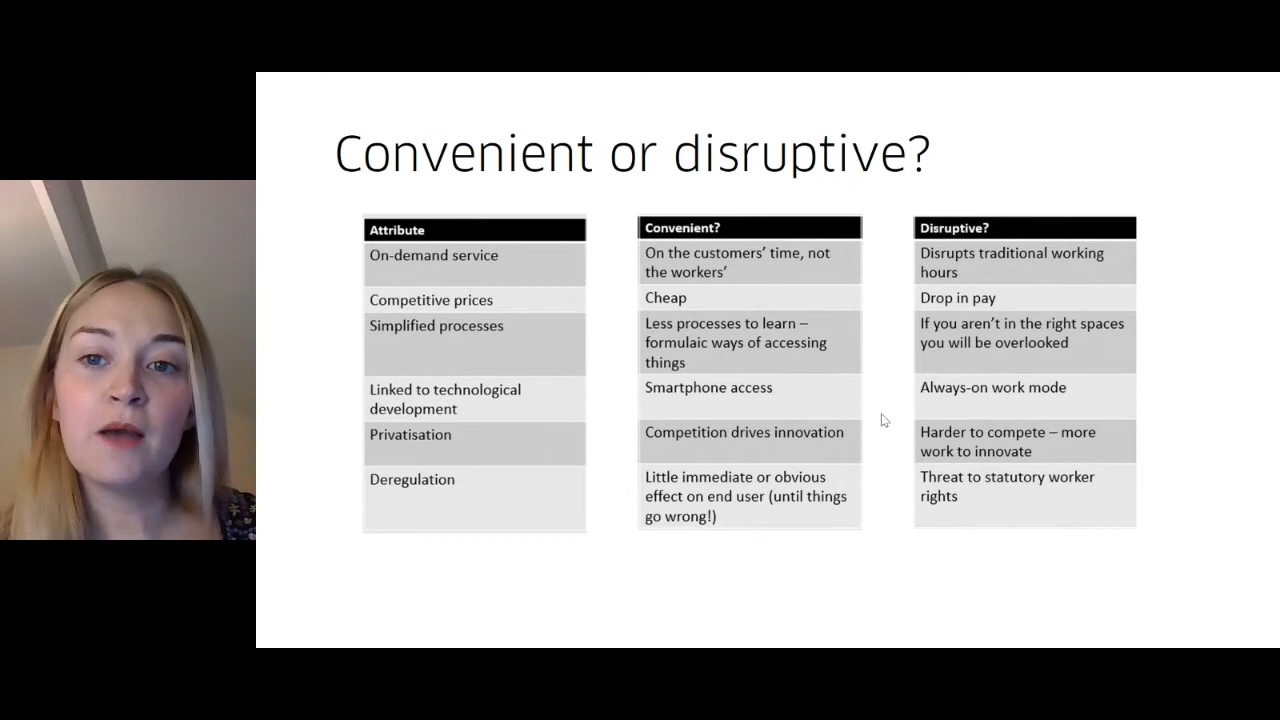 Convenient or disruptive?
Attribute
On-demand service
Competitive prices
Simplified processes
Linked to technological
development
Privatisation
Deregulation
Convenient?
On the customers’ time, not
the workers’
Cheap
Less processes to learn –
formulaic ways of accessing
things
Smartphone access
Competition drives innovation
Little immediate or obvious
effect on end user (until things
go wrong!)
Disruptive?
Disrupts traditional working
hours
Drop in pay
If you aren’t in the right spaces
you will be overlooked
Always-on work mode
Harder to compete – more
work to innovate
Threat to statutory worker
rights